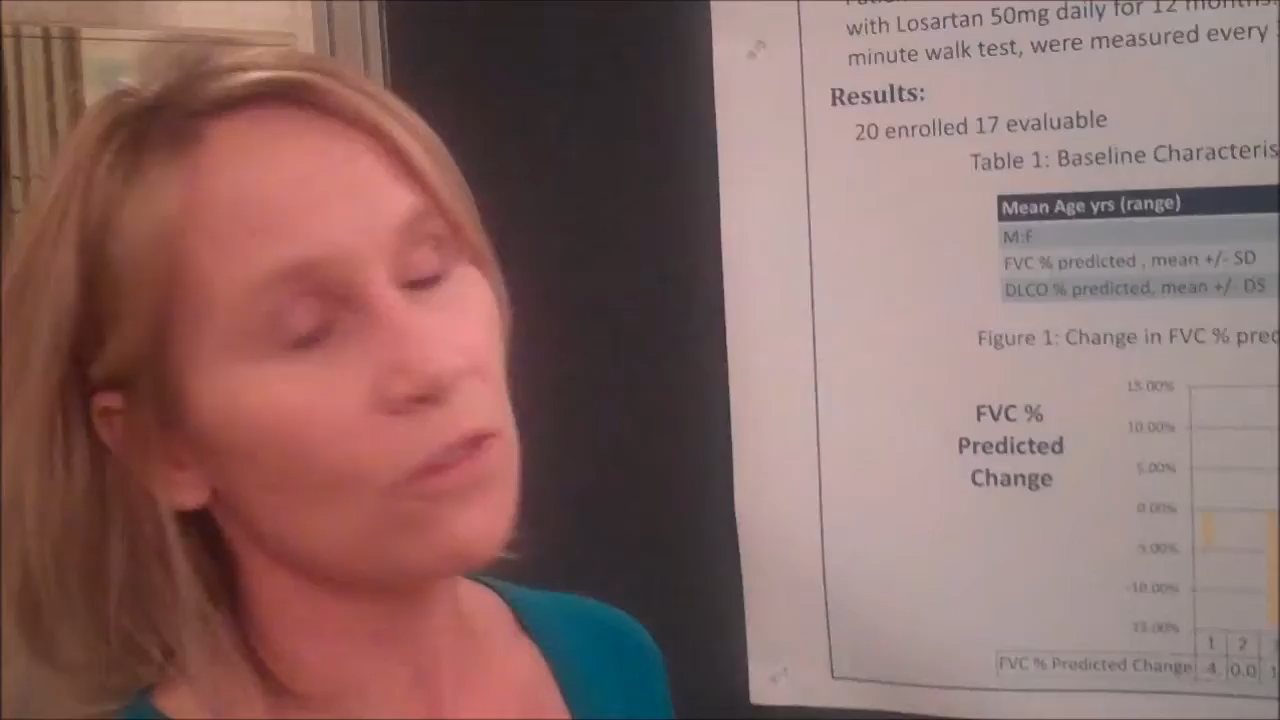 with Losartan 50mg daily for 12 months.
minute walk test, were measured every
Results:
20 enrolled 17 evaluable
Table 1: Baseline Characteris
Mean Age yrs (range)
M:F
FVC % predicted , mean +/- SD
DLCO % predicted, mean +/- DS
Figure 1: Change in FVC % pred
FVC %
Predicted
Change
15.00%
10.00%
5.00%
0.00%
5.00%
-10.00%
15.00%
1 2
FVC % Predicted Change 4. 0.0